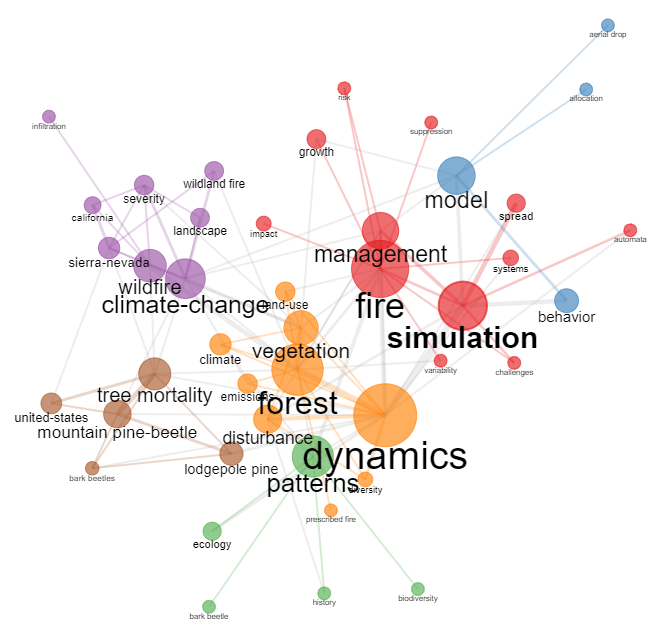 aerial drop
risk
allocation
infiltration
suppression
growth
wildland fire
severity
model
california
landscape
spread
impact
automata
management
sierra-nevada
systems
wildfire
climate-change
land-use
fire
behavior
simulation
vegetation
climate
variability
challenges
emissions
tree mortality
forest
united-states
mountain pine-beetle
disturbance
dynamics
lodgepole pine
bark beetles
patterns
diversity
prescribed fire
ecology
biodiversity
history
bark beetle